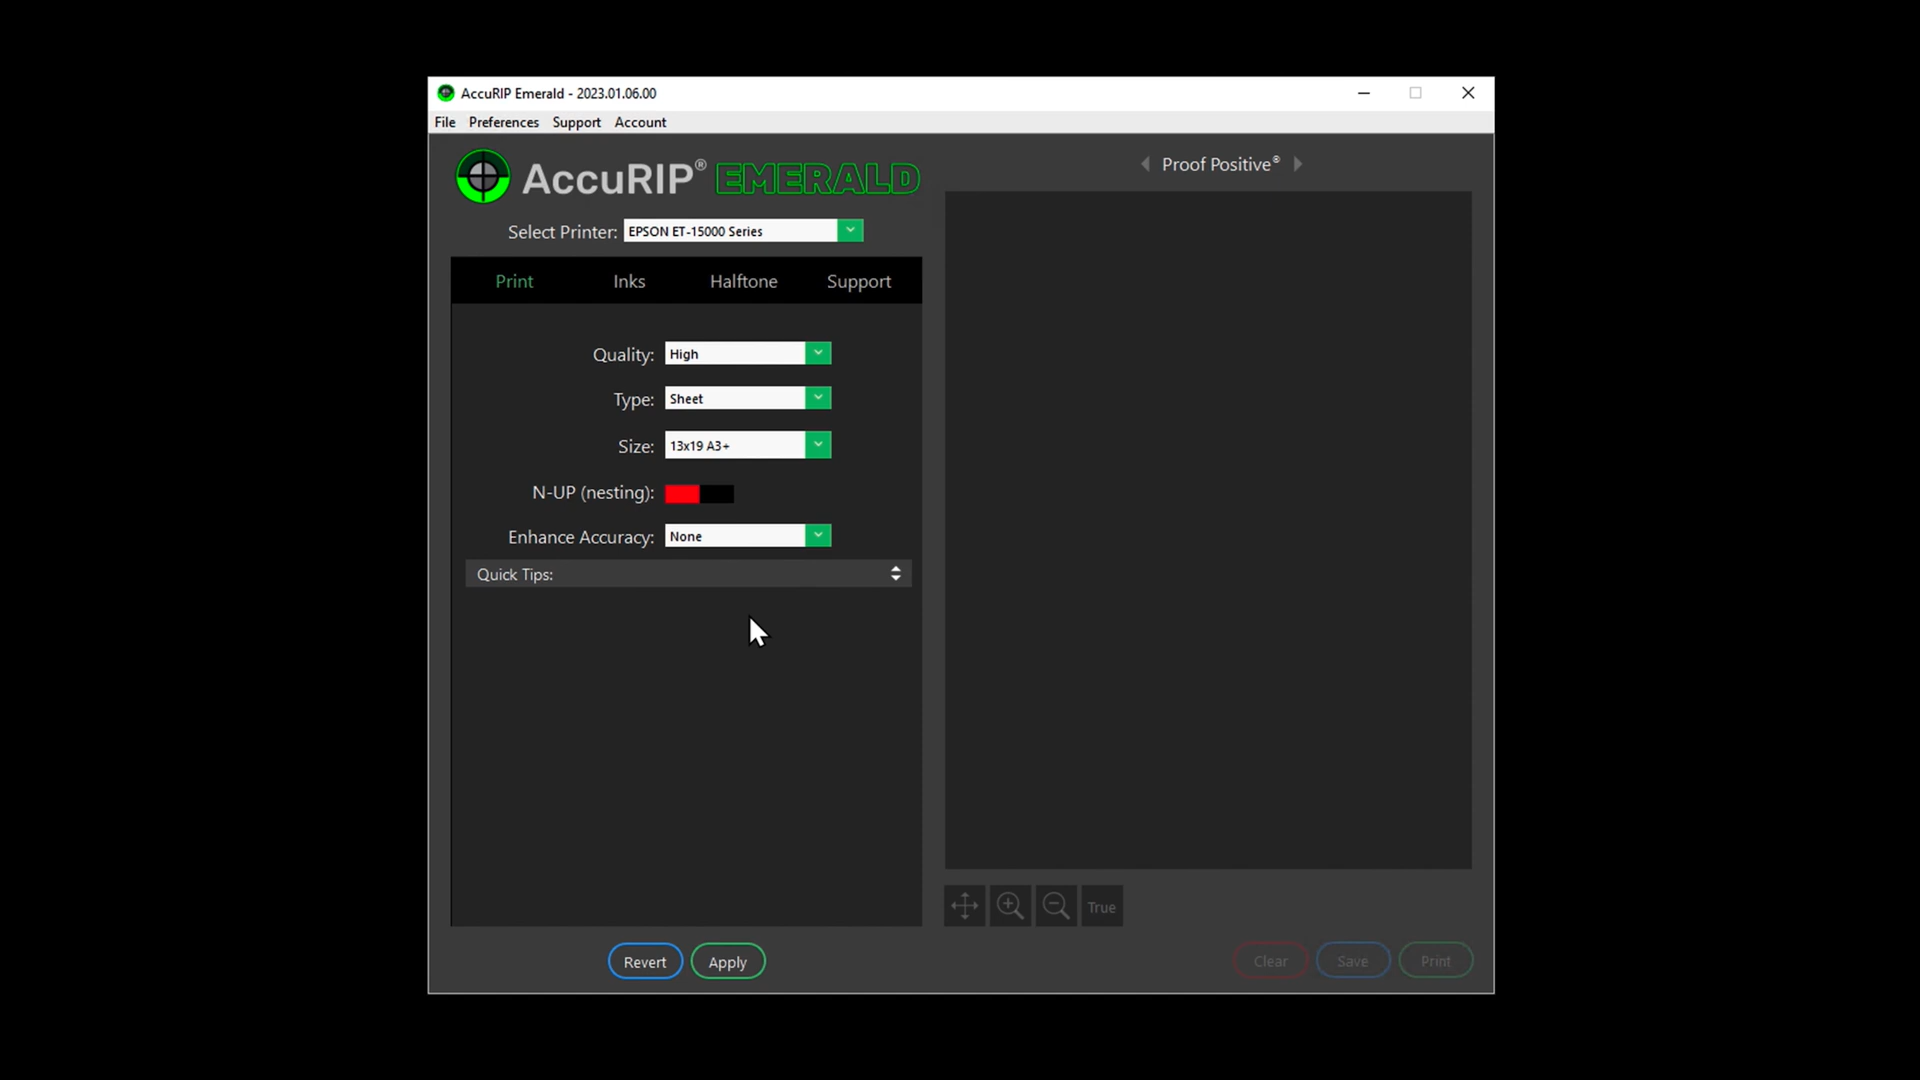 AccuRIP Emerald - 2023.01.06.00
File Preferences Support Account
AccuRIP® EMERALD
Select Printer: EPSON ET-15000 Series
Print Inks Halftone Support
Quality: High
Type: Sheet
Size: 13x19 A3+
N-UP (nesting):
Enhance Accuracy: None
Quick Tips:
Revert Apply
Proof Positive®
True
Clear Save Print